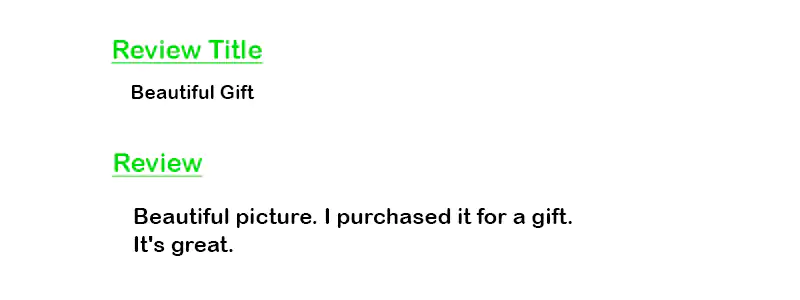 Review Title
Beautiful Gift
Review
Beautiful picture. I purchased it for a gift.
It's great.